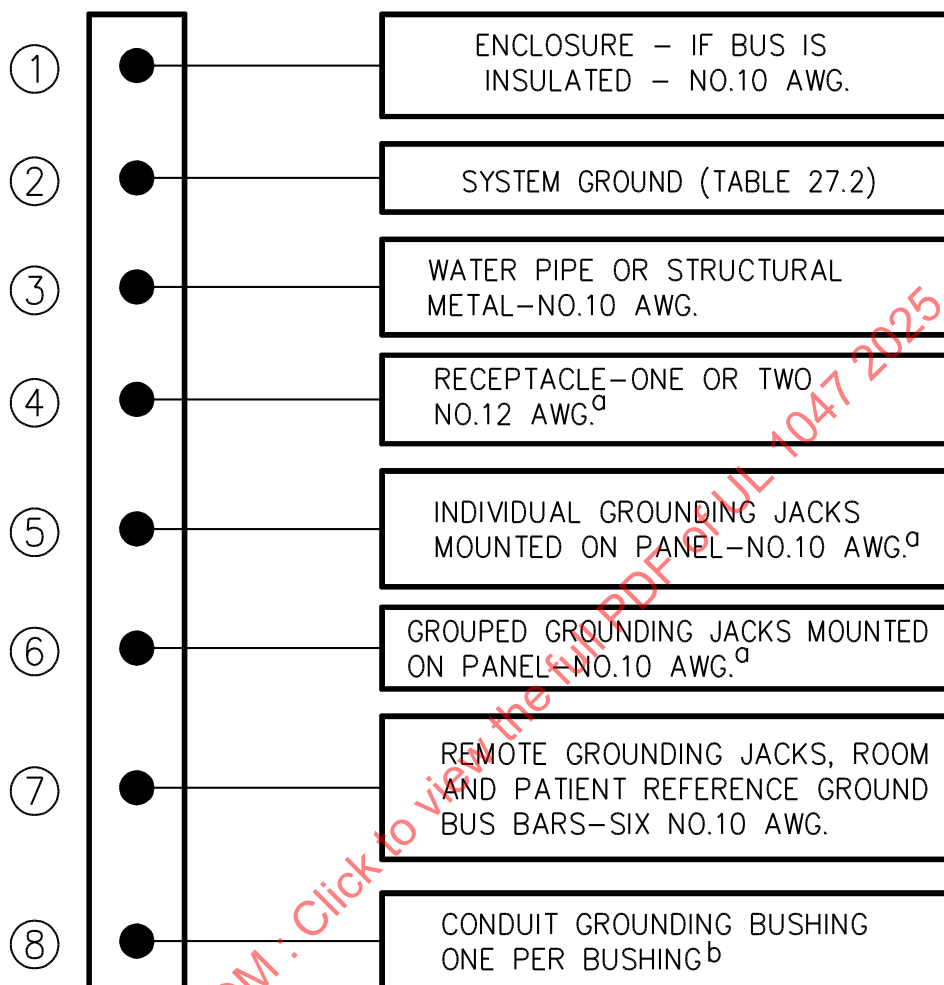 ① ENCLOSURE – IF BUS IS
INSULATED – NO.10 AWG.
② SYSTEM GROUND (TABLE 27.2)
③ WATER PIPE OR STRUCTURAL
METAL–NO.10 AWG.
④ RECEPTACLE–ONE OR TWO
NO.12 AWG.ᵃ
⑤ INDIVIDUAL GROUNDING JACKS
MOUNTED ON PANEL–NO.10 AWG.ᵃ
⑥ GROUPED GROUNDING JACKS MOUNTED
ON PANEL–NO.10 AWG.ᵃ
⑦ REMOTE GROUNDING JACKS, ROOM
AND PATIENT REFERENCE GROUND
BUS BARS–SIX NO.10 AWG.
⑧ CONDUIT GROUNDING BUSHING
ONE PER BUSHINGᵇ
OM . Click to view the full PDF of UL 1047 2025